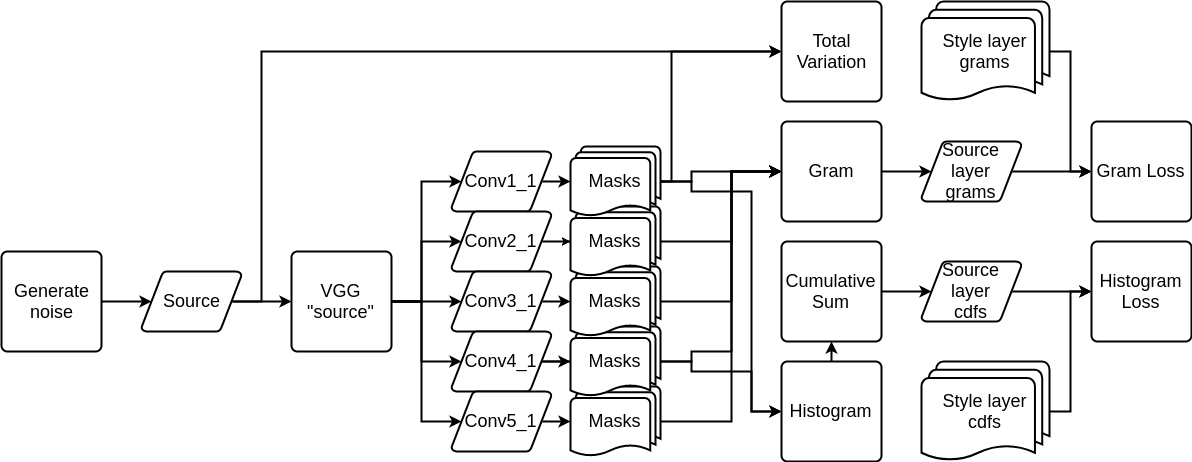 Generate
noise
Source
VGG
"source"
Conv1_1
Conv2_1
Conv3_1
Conv4_1
Conv5_1
Masks
Masks
Masks
Masks
Masks
Total
Variation
Gram
Cumulative
Sum
Histogram
Style layer
grams
Source
layer
grams
Source
layer
cdfs
Style layer
cdfs
Gram Loss
Histogram
Loss